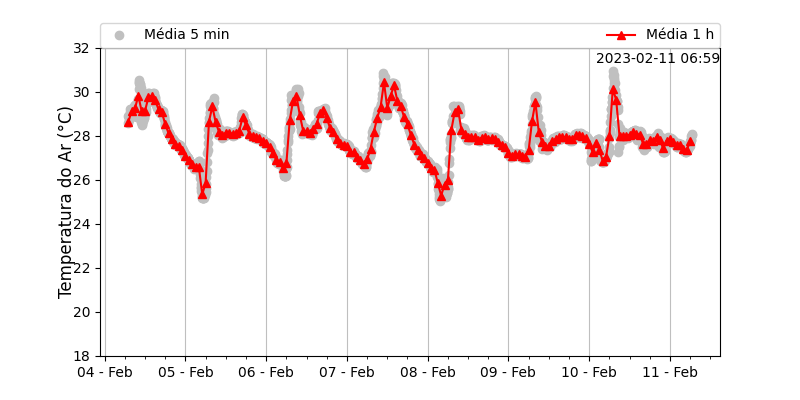 Média 5 min
Média 1 h
2023-02-11 06:59
Temperatura do Ar (°C)
32
30
28
26
24
22
20
18
04 - Feb
05 - Feb
06 - Feb
07 - Feb
08 - Feb
09 - Feb
10 - Feb
11 - Feb